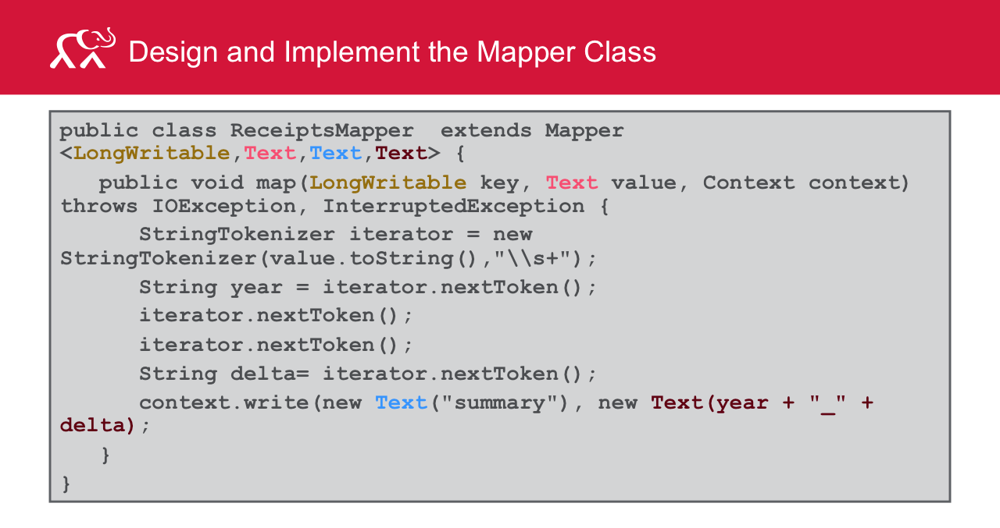 Design and Implement the Mapper Class
public class ReceiptsMapper  extends Mapper
<LongWritable,Text,Text,Text> {
   public void map(LongWritable key, Text value, Context context)
throws IOException, InterruptedException {
      StringTokenizer iterator = new
StringTokenizer(value.toString(),"\\s+");
      String year = iterator.nextToken();
      iterator.nextToken();
      iterator.nextToken();
      String delta= iterator.nextToken();
      context.write(new Text("summary"), new Text(year + "_" +
delta);
   }
}